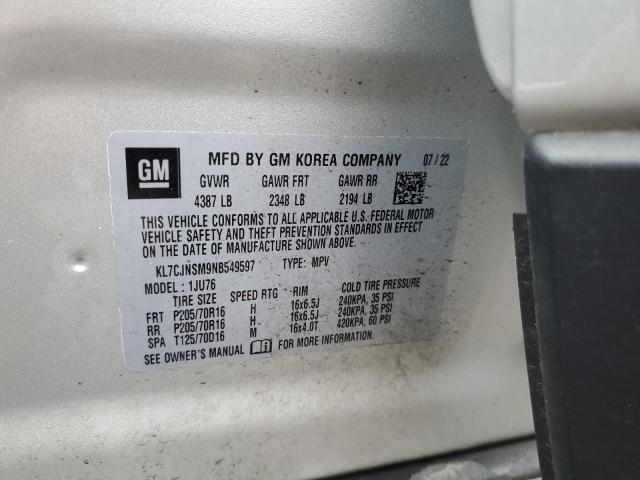 GM MFD BY GM KOREA COMPANY 07/22
GVWR GAWR FRT GAWR RR
4387 LB 2348 LB 2194 LB
THIS VEHICLE CONFORMS TO ALL APPLICABLE U.S. FEDERAL MOTOR
VEHICLE SAFETY AND THEFT PREVENTION STANDARDS IN EFFECT
ON THE DATE OF MANUFACTURE SHOWN ABOVE.
KL7CJNSM9NB549597 TYPE: MPV
MODEL: 1JU76
TIRE SIZE SPEED RTG RIM COLD TIRE PRESSURE
FRT P205/70R16 H 16x6.5J 240KPA, 35 PSI
RR P205/70R16 H 16x6.5J 240KPA, 35 PSI
SPA T125/70D16 M 16x4.0T 420KPA, 60 PSI
SEE OWNER'S MANUAL FOR MORE INFORMATION.